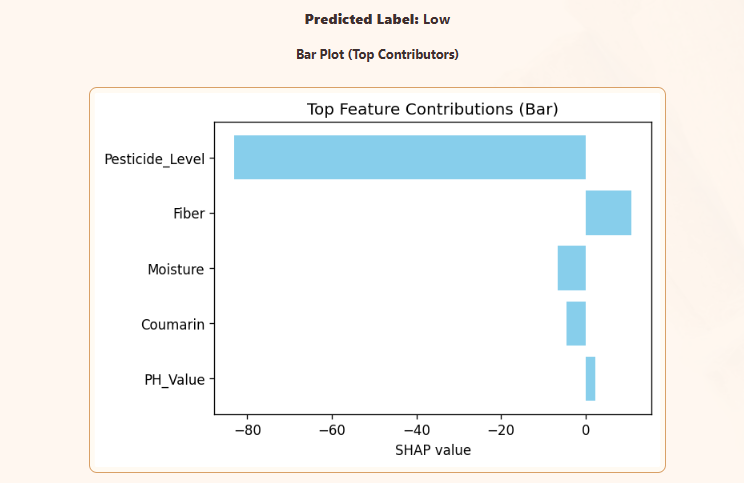 Predicted Label: Low
Bar Plot (Top Contributors)
Top Feature Contributions (Bar)
Pesticide_Level
Fiber
Moisture
Coumarin
PH_Value
−80 −60 −40 −20 0
SHAP value